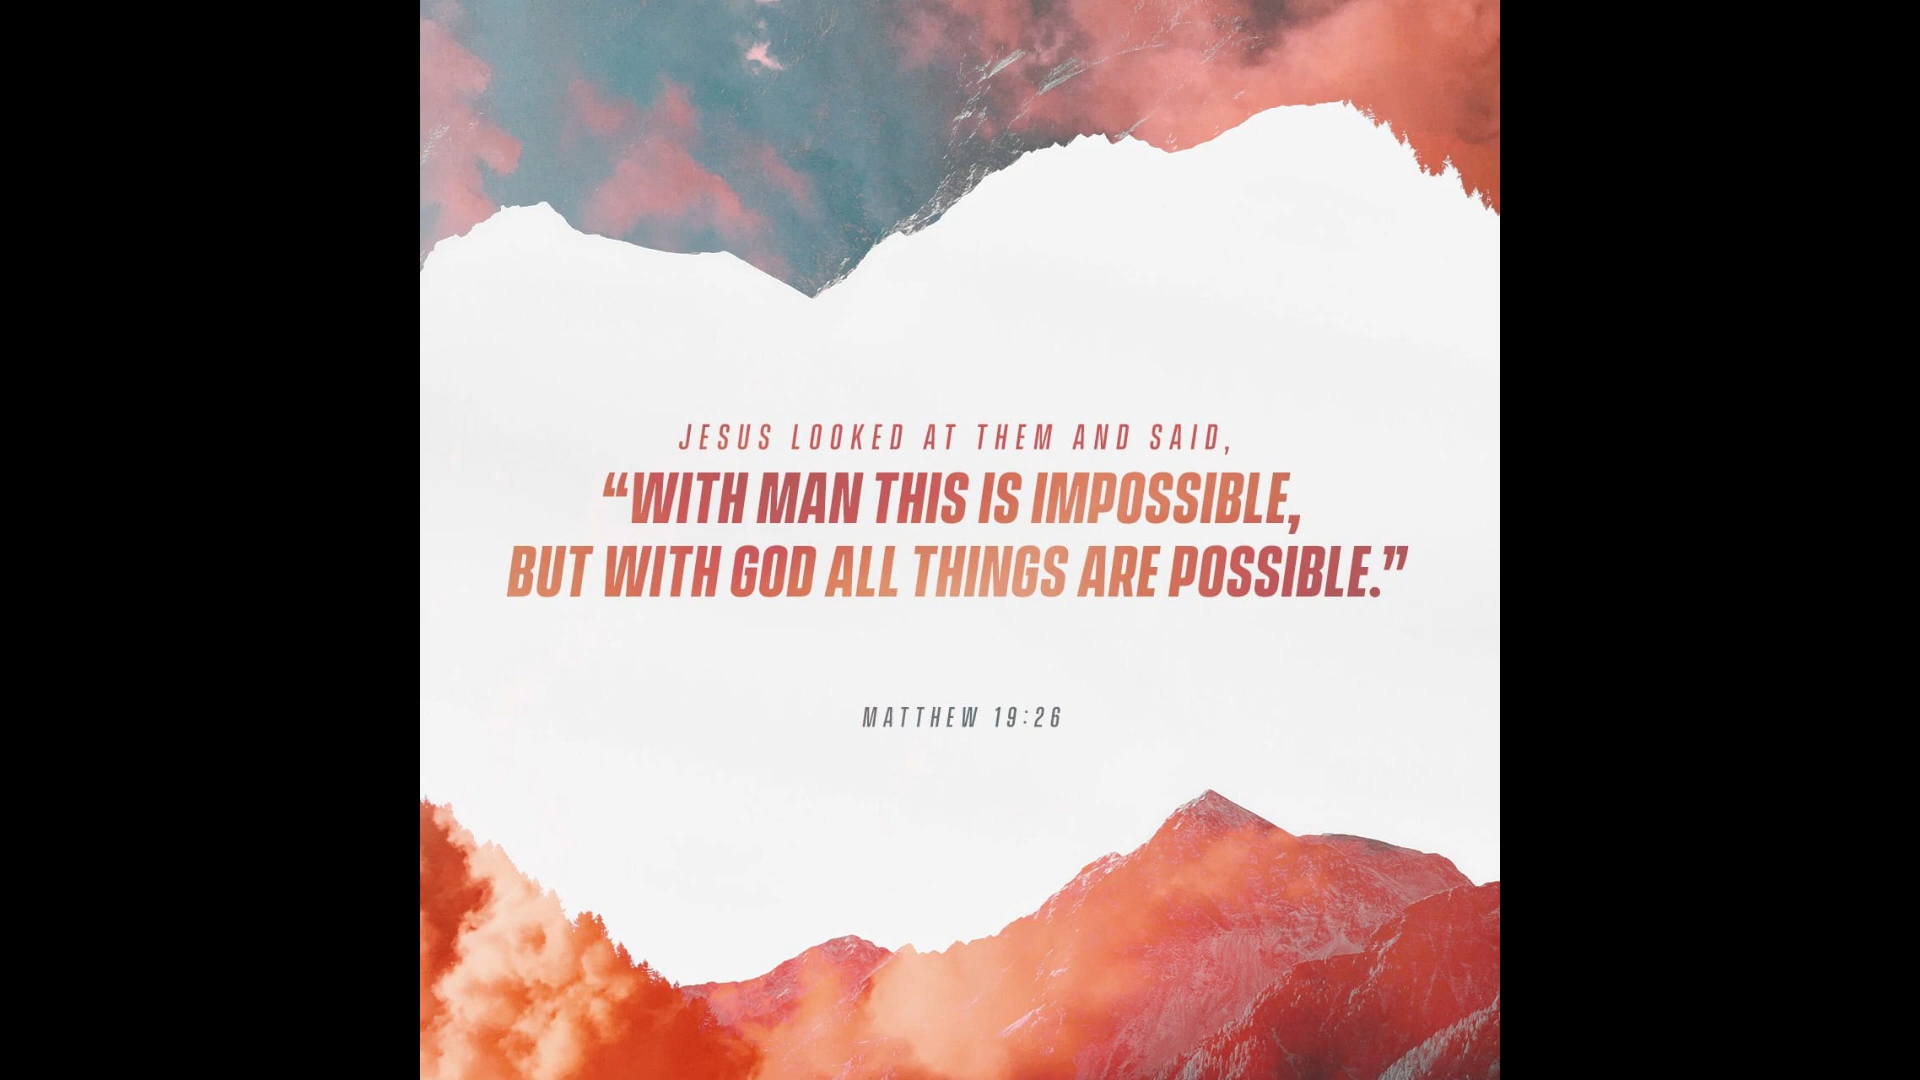 JESUS LOOKED AT THEM AND SAID,
“WITH MAN THIS IS IMPOSSIBLE,
BUT WITH GOD ALL THINGS ARE POSSIBLE.”
MATTHEW 19:26